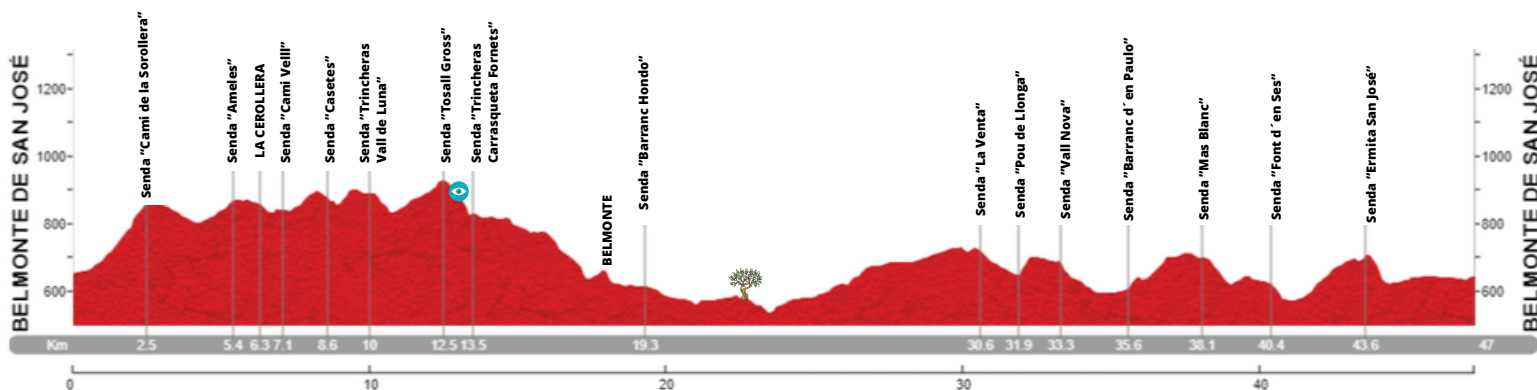 BELMONTE DE SAN JOSÉ
1200
1000
800
600
Senda "Cami de la Sorollera"
Senda "Ameles"
LA CEROLLERA
Senda "Cami Velll"
Senda "Casetes"
Senda "Trincheras
Vall de Luna"
Senda "Tosall Gross"
Senda "Trincheras
Carrasqueta Fornets"
BELMONTE
Senda "Barranc Hondo"
Senda "La Venta"
Senda "Pou de Llonga"
Senda "Vall Nova"
Senda "Barranc d´en Paulo"
Senda "Mas Blanc"
Senda "Font d´en Ses"
Senda "Ermita San José"
1200
1000
800
600
BELMONTE DE SAN JOSÉ
Km 2.5 5.4 6.3 7.1 8.6 10 12.5 13.5 19.3 30.6 31.9 33.3 35.6 38.1 40.4 43.6 47
0 10 20 30 40